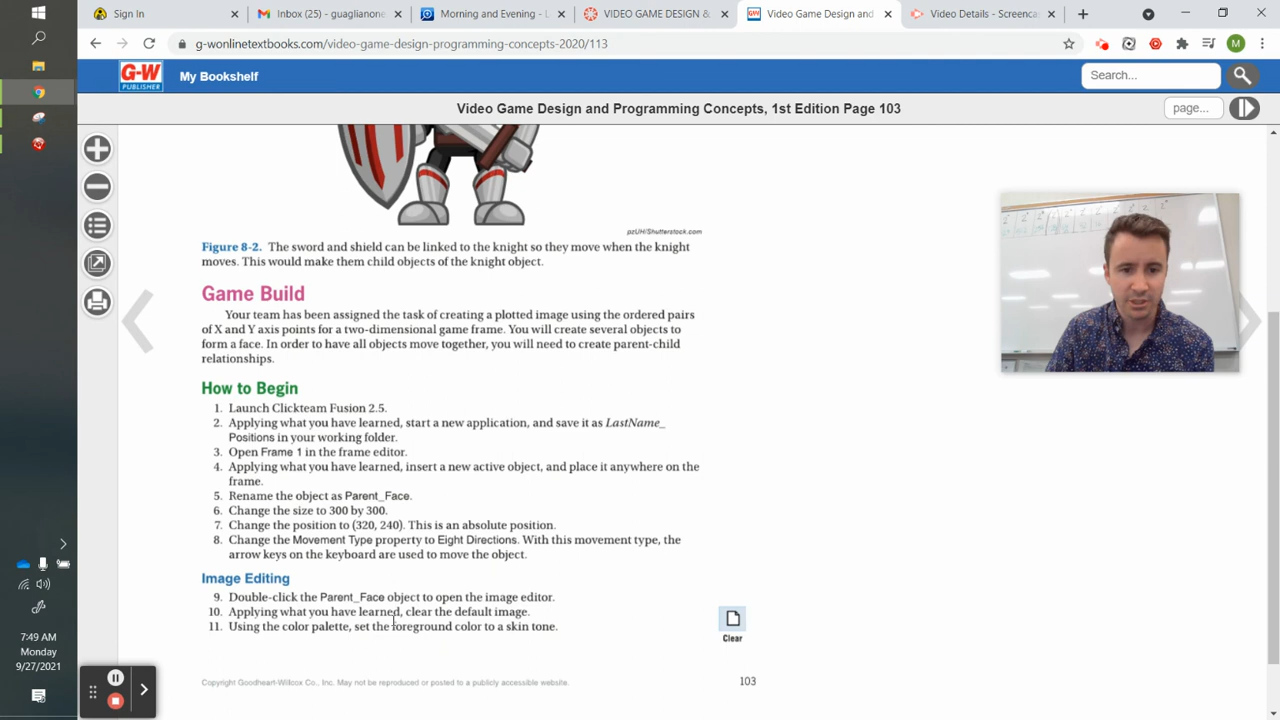 Sign In
Inbox (25) - guaglianone
Morning and Evening - L
VIDEO GAME DESIGN &
Video Game Design and
Video Details - Screencas
g-wonlinetextbooks.com/video-game-design-programming-concepts-2020/113
M
G-W
PUBLISHER
My Bookshelf
Search...
Video Game Design and Programming Concepts, 1st Edition Page 103
page...
pzUH/Shutterstock.com
Figure 8-2. The sword and shield can be linked to the knight so they move when the knight
moves. This would make them child objects of the knight object.
Game Build
Your team has been assigned the task of creating a plotted image using the ordered pairs
of X and Y axis points for a two-dimensional game frame. You will create several objects to
form a face. In order to have all objects move together, you will need to create parent-child
relationships.
How to Begin
1. Launch Clickteam Fusion 2.5.
2. Applying what you have learned, start a new application, and save it as LastName_
Positions in your working folder.
3. Open Frame 1 in the frame editor.
4. Applying what you have learned, insert a new active object, and place it anywhere on the
frame.
5. Rename the object as Parent_Face.
6. Change the size to 300 by 300.
7. Change the position to (320, 240). This is an absolute position.
8. Change the Movement Type property to Eight Directions. With this movement type, the
arrow keys on the keyboard are used to move the object.
Image Editing
9. Double-click the Parent_Face object to open the image editor.
10. Applying what you have learned, clear the default image.
11. Using the color palette, set the foreground color to a skin tone.
Clear
Copyright Goodheart-Willcox Co., Inc. May not be reproduced or posted to a publicly accessible website.
103
7:49 AM
Monday
9/27/2021